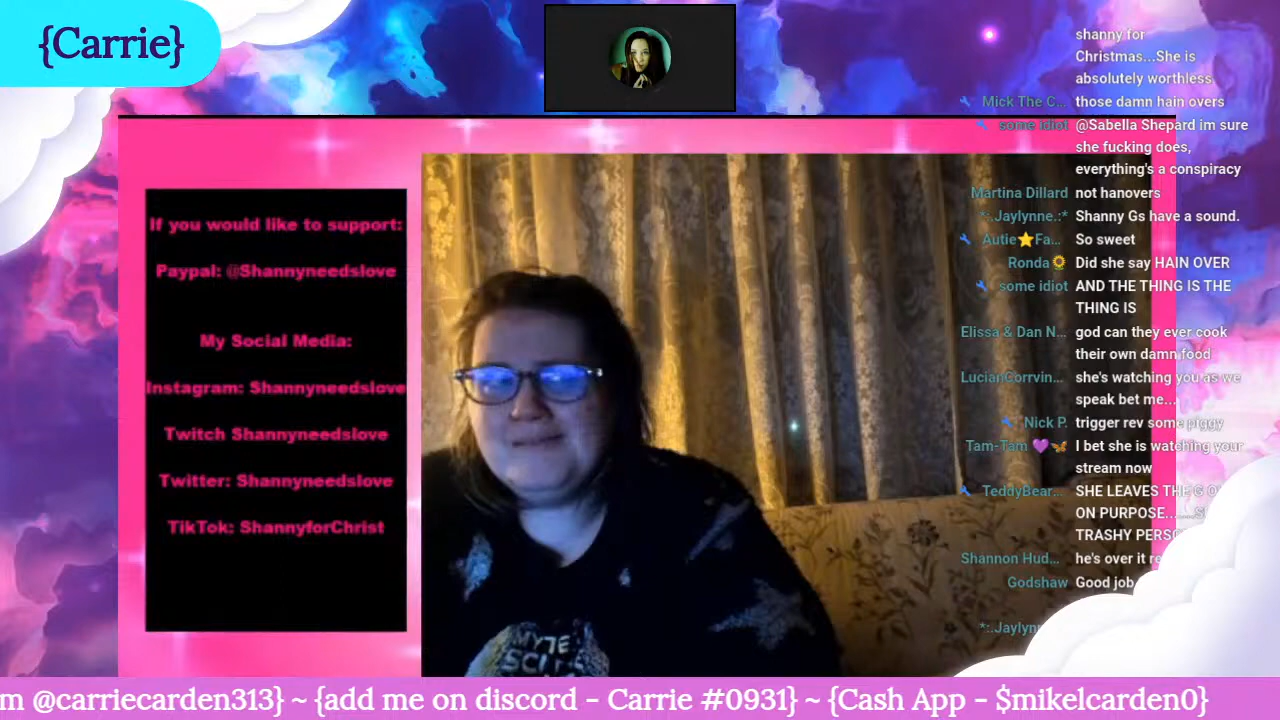 {Carrie}
If you would like to support:
Paypal: @Shannyneedslove
My Social Media:
Instagram: Shannyneedslove
Twitch Shannyneedslove
Twitter: Shannyneedslove
TikTok: ShannyforChrist
shanny for
Christmas...She is
absolutely worthless
Mick The C... those damn hain overs
some idiot @Sabella Shepard im sure
she fucking does,
everything's a conspiracy
Martina Dillard not hanovers
*:.Jaylynne.:* Shanny Gs have a sound.
Autie⭐Fa... So sweet
Ronda🌻 Did she say HAIN OVER
some idiot AND THE THING IS THE
THING IS
Elissa & Dan N... god can they ever cook
their own damn food
LucianCorrvin... she's watching you as we
speak bet me...
Nick P. trigger rev some piggy
Tam-Tam 💜🦋 I bet she is watching your
stream now
TeddyBear... SHE LEAVES THE G O
ON PURPOSE...
TRASHY
Shannon Hud... he's over it
Godshaw Good job
*:.Jaylyn
MYTE
SCI
m @carriecarden313} ~ {add me on discord - Carrie #0931} ~ {Cash App - $mikelcarden0}